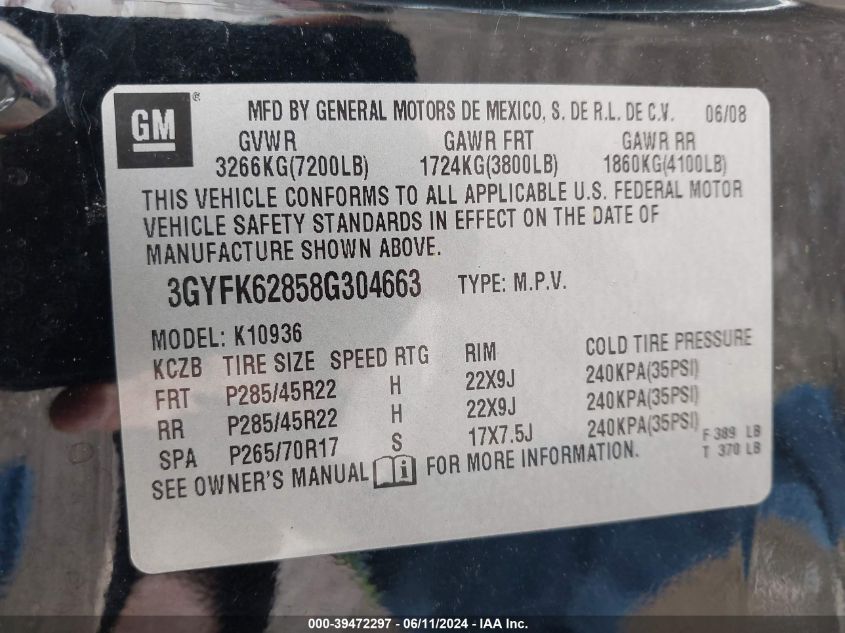 GM ® MFD BY GENERAL MOTORS DE MEXICO, S. DE R.L. DE C.V. 06/08
GVWR GAWR FRT GAWR RR
3266KG(7200LB) 1724KG(3800LB) 1860KG(4100LB)
THIS VEHICLE CONFORMS TO ALL APPLICABLE U.S. FEDERAL MOTOR
VEHICLE SAFETY STANDARDS IN EFFECT ON THE DATE OF
MANUFACTURE SHOWN ABOVE.
3GYFK62858G304663 TYPE: M.P.V.
MODEL: K10936
KCZB TIRE SIZE SPEED RTG RIM COLD TIRE PRESSURE
FRT P285/45R22 H 22X9J 240KPA(35PSI)
RR P285/45R22 H 22X9J 240KPA(35PSI)
SPA P265/70R17 S 17X7.5J 240KPA(35PSI) F 389 LB
T 370 LB
SEE OWNER'S MANUAL i FOR MORE INFORMATION.
000-39472297 - 06/11/2024 - IAA Inc.